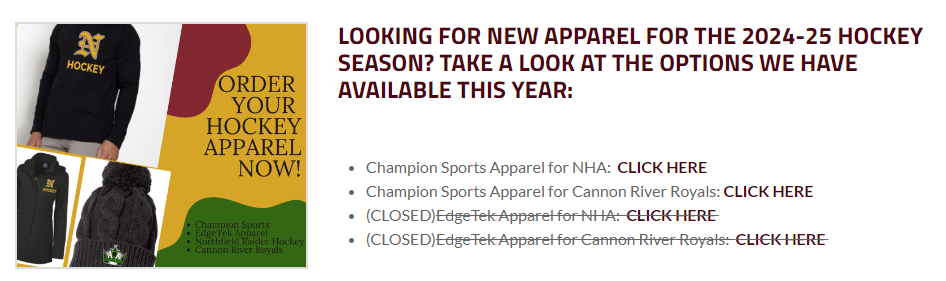 N
HOCKEY
ORDER
YOUR
HOCKEY
APPAREL
NOW!
N
HOCKEY
• Champion Sports
• EdgeTek Apparel
• Northfield Raider Hockey
• Cannon River Royals
LOOKING FOR NEW APPAREL FOR THE 2024-25 HOCKEY
SEASON? TAKE A LOOK AT THE OPTIONS WE HAVE
AVAILABLE THIS YEAR:
• Champion Sports Apparel for NHA: CLICK HERE
• Champion Sports Apparel for Cannon River Royals: CLICK HERE
• (CLOSED)EdgeTek Apparel for NHA: CLICK HERE
• (CLOSED)EdgeTek Apparel for Cannon River Royals: CLICK HERE